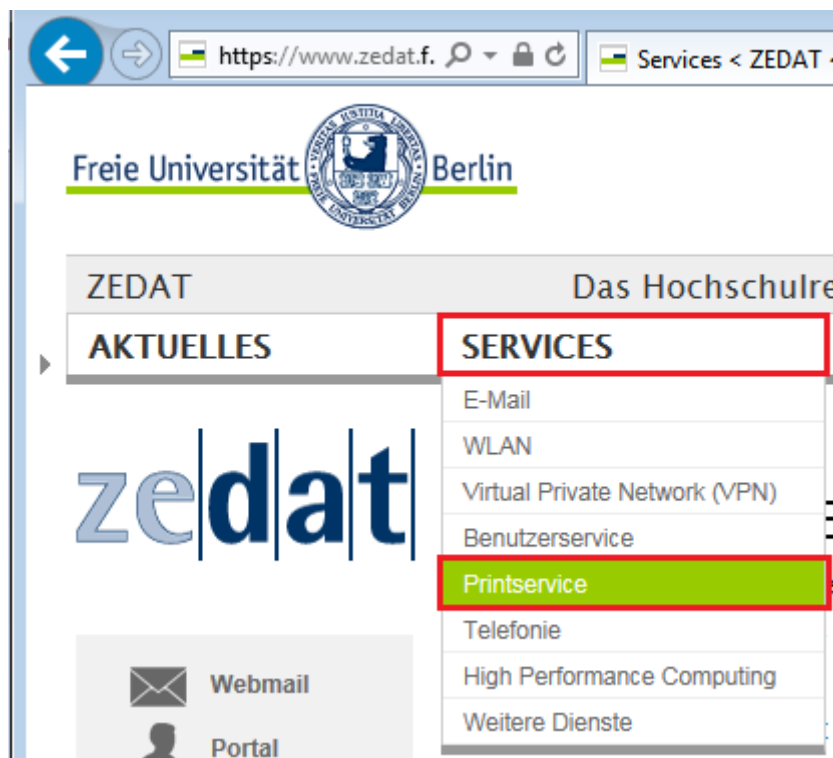 https://www.zedat.f.
Services < ZEDAT
Freie Universität Berlin
ZEDAT
Das Hochschulre
AKTUELLES
SERVICES
E-Mail
WLAN
Virtual Private Network (VPN)
Benutzerservice
Printservice
Telefonie
High Performance Computing
Weitere Dienste
zedat
Webmail
Portal